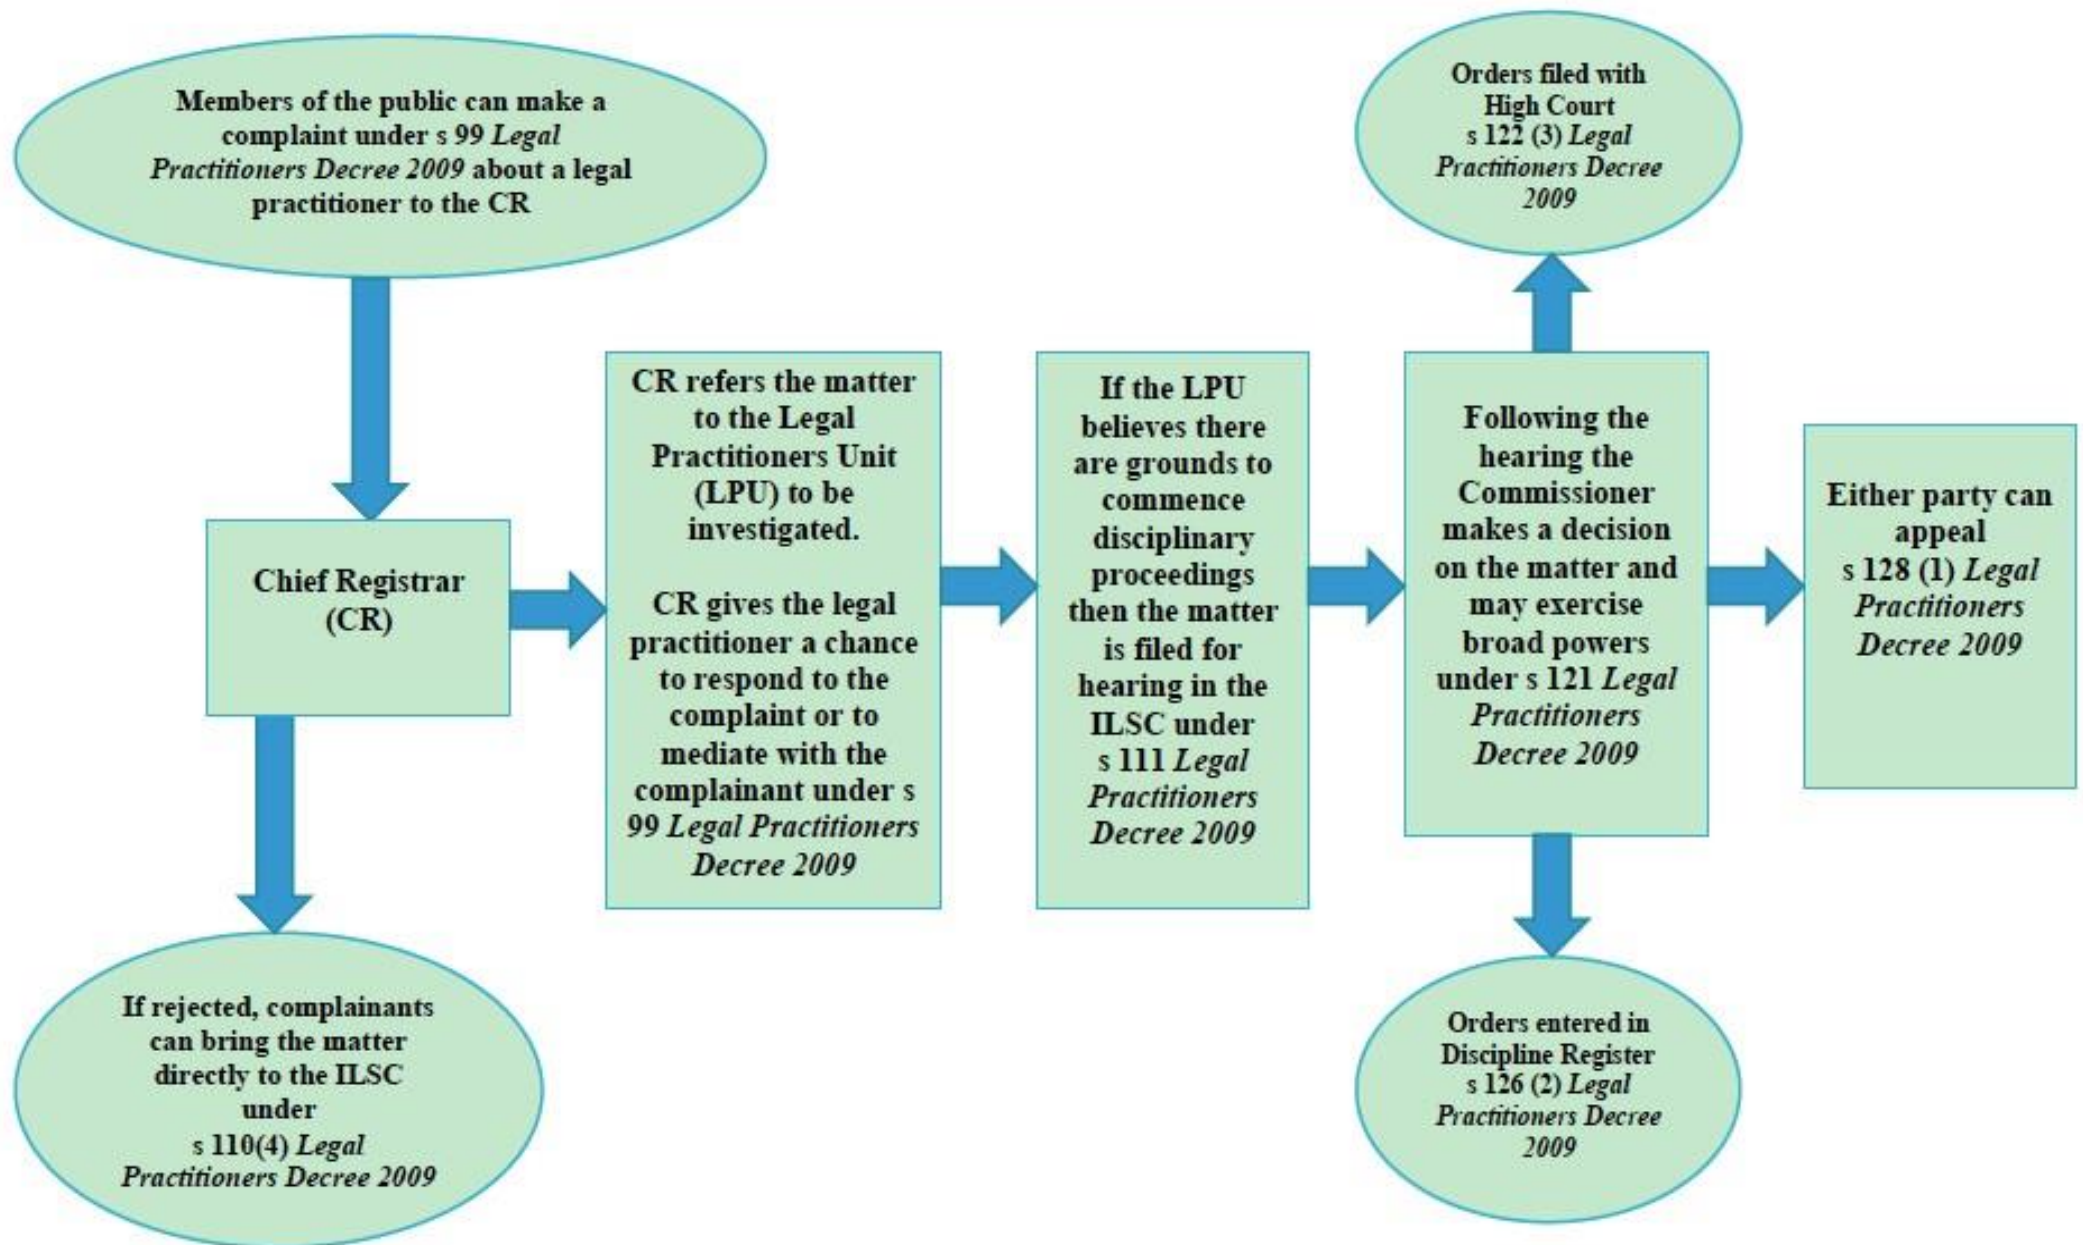 Members of the public can make a
complaint under s 99 Legal
Practitioners Decree 2009 about a legal
practitioner to the CR
Chief Registrar
(CR)
If rejected, complainants
can bring the matter
directly to the ILSC
under
s 110(4) Legal
Practitioners Decree 2009
CR refers the matter
to the Legal
Practitioners Unit
(LPU) to be
investigated.
CR gives the legal
practitioner a chance
to respond to the
complaint or to
mediate with the
complainant under s
99 Legal Practitioners
Decree 2009
If the LPU
believes there
are grounds to
commence
disciplinary
proceedings
then the matter
is filed for
hearing in the
ILSC under
s 111 Legal
Practitioners
Decree 2009
Following the
hearing the
Commissioner
makes a decision
on the matter and
may exercise
broad powers
under s 121 Legal
Practitioners
Decree 2009
Orders filed with
High Court
s 122 (3) Legal
Practitioners Decree
2009
Either party can
appeal
s 128 (1) Legal
Practitioners
Decree 2009
Orders entered in
Discipline Register
s 126 (2) Legal
Practitioners Decree
2009